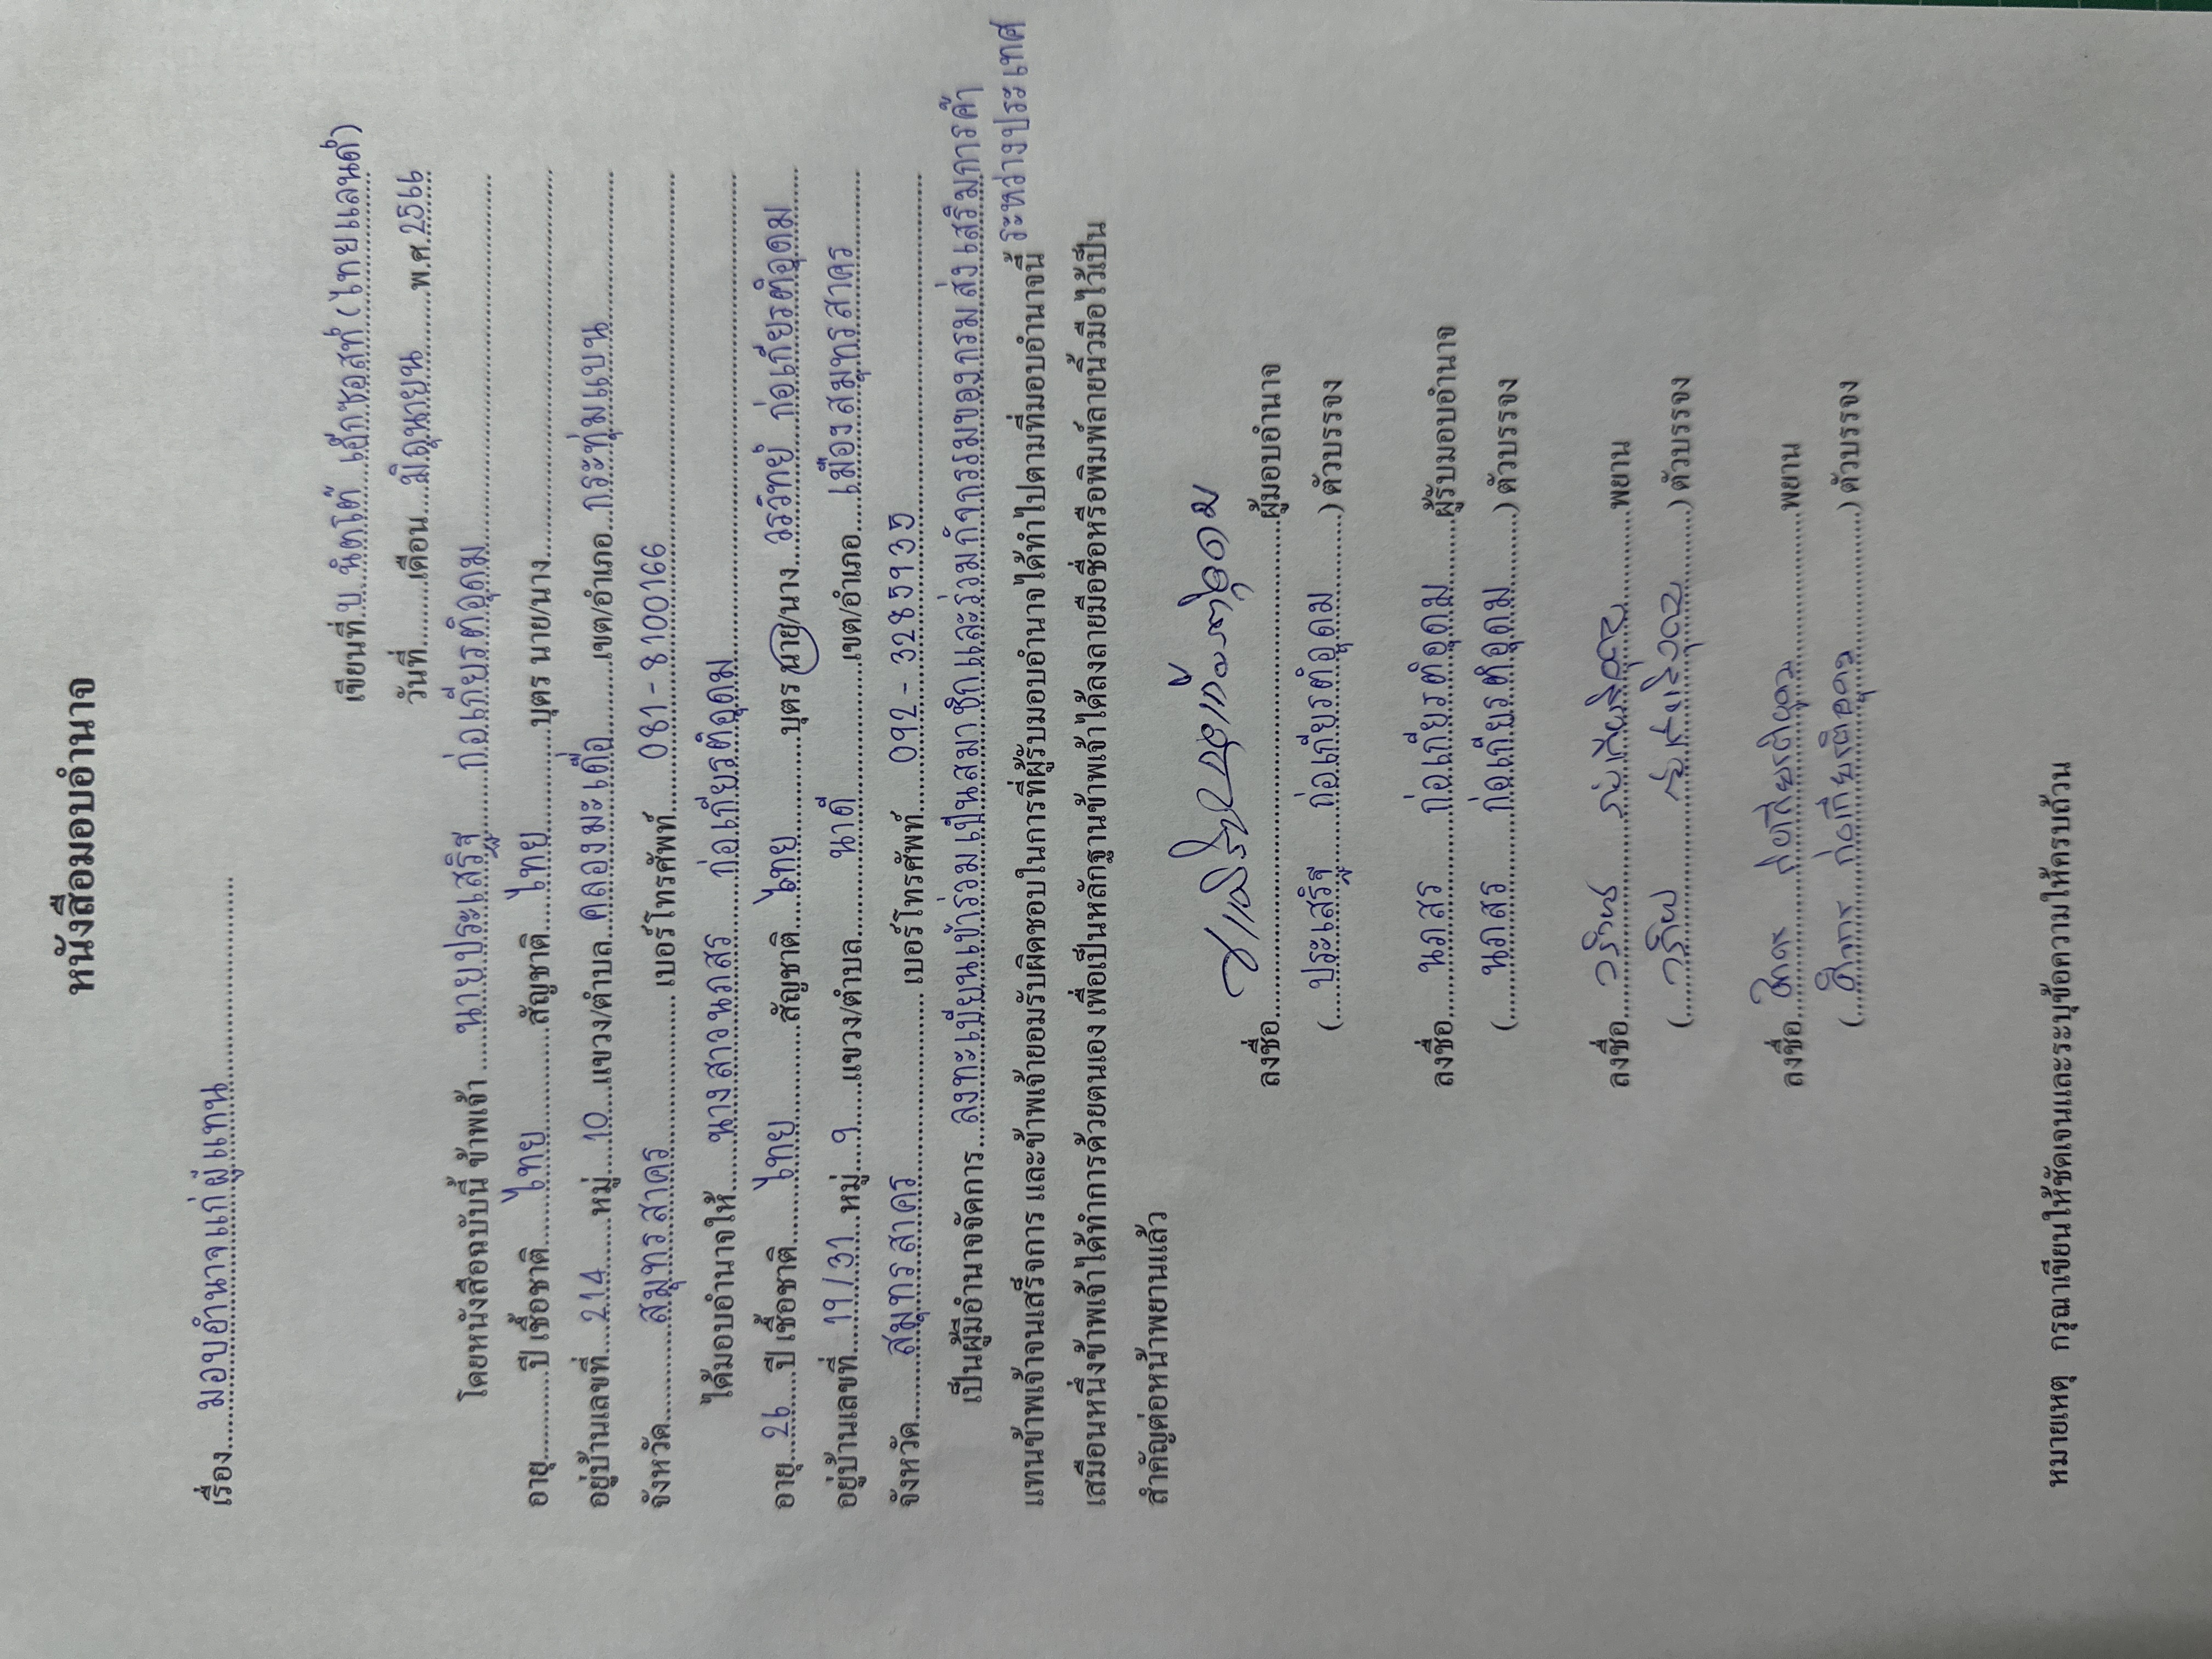 หนังสือมอบอำนาจ
เรื่อง....มอบอำนาจแก่ผู้แทน...........................
เขียนที่ บ. นิตโต้ เอ๊กซอสท์ (ไทยแลนด์)
วันที่.........เดือน....มิถุนายน........พ.ศ. 2566
โดยหนังสือฉบับนี้ ข้าพเจ้า .....นายประเสริฐ ก่อเกียรติอุดม..............................
อายุ............ปี เชื้อชาติ.......ไทย..............สัญชาติ.....ไทย..............บุตร นาย/นาง..............................
อยู่บ้านเลขที่....214.......หมู่....10....แขวง/ตำบล...คลองมะเดื่อ..........เขต/อำเภอ...กระทุ่มแบน....................
จังหวัด.............สมุทรสาคร.................... เบอร์โทรศัพท์.......081-8100166..............................
ได้มอบอำนาจให้.......นางสาวนภสร ก่อเกียรติอุดม..............................
อายุ...26....ปี เชื้อชาติ.........ไทย.............สัญชาติ....ไทย.............บุตร นาย/นาง...วรวิทย์ ก่อเกียรติอุดม.....
อยู่บ้านเลขที่....19/31...หมู่....9.....แขวง/ตำบล...........นาดี..................เขต/อำเภอ.....เมืองสมุทรสาคร..........
จังหวัด.........สมุทรสาคร........................ เบอร์โทรศัพท์.......092-3285935..............................
เป็นผู้มีอำนาจจัดการ...ลงทะเบียนเข้าร่วมเป็นสมาชิกและร่วมกิจกรรมของกรมส่งเสริมการค้า
ระหว่างประเทศ
แทนข้าพเจ้าจนเสร็จการ และข้าพเจ้ายอมรับผิดชอบในการที่ผู้รับมอบอำนาจได้ทำไปตามที่มอบอำนาจนี้
เสมือนหนึ่งข้าพเจ้าได้ทำการด้วยตนเอง เพื่อเป็นหลักฐานข้าพเจ้าได้ลงลายมือชื่อหรือพิมพ์ลายนิ้วมือไว้เป็น
สำคัญต่อหน้าพยานแล้ว
ลงชื่อ..............................ผู้มอบอำนาจ
(.....ประเสริฐ ก่อเกียรติอุดม...........) ตัวบรรจง
ลงชื่อ.......นภสร ก่อเกียรติอุดม.........ผู้รับมอบอำนาจ
(.......นภสร ก่อเกียรติอุดม...........) ตัวบรรจง
ลงชื่อ.....ก่อเกียรติอุดม.............พยาน
(.....ก่อเกียรติอุดม..........) ตัวบรรจง
ลงชื่อ...ก่อเกียรติอุดม....................พยาน
(....ก่อเกียรติอุดม...................) ตัวบรรจง
หมายเหตุ กรุณาเขียนให้ชัดเจนและระบุข้อความให้ครบถ้วน